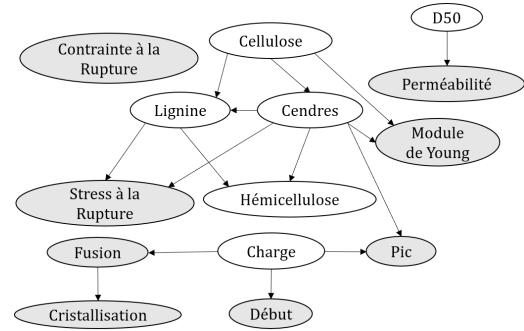 Contrainte à la
Rupture
Cellulose
D50
Perméabilité
Lignine
Cendres
Module
de Young
Stress à la
Rupture
Hémicellulose
Fusion
Charge
Pic
Cristallisation
Début